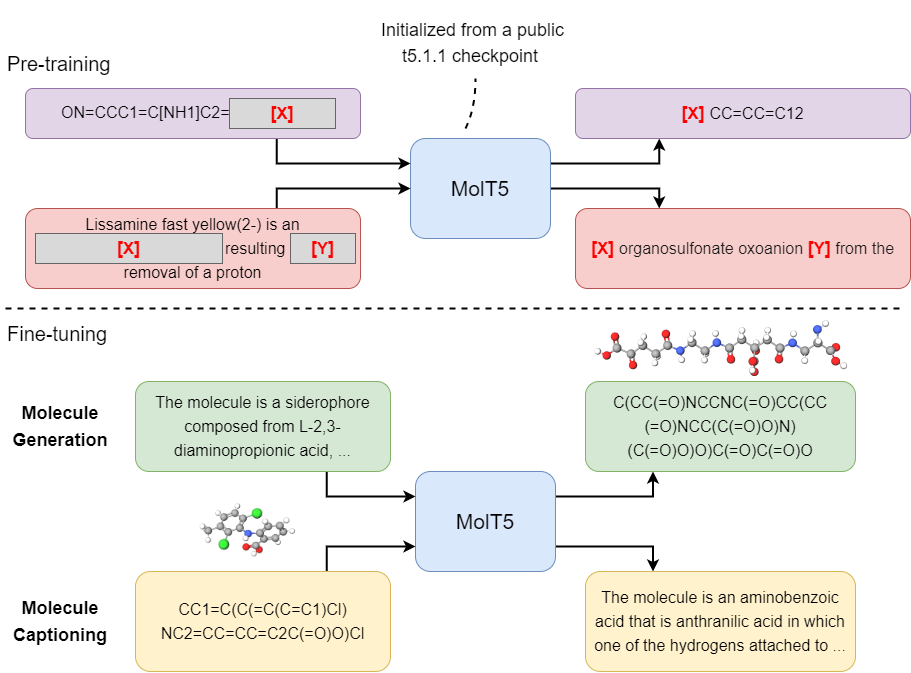 Initialized from a public
t5.1.1 checkpoint
Pre-training
ON=CCC1=C[NH1]C2= [X]
[X] CC=CC=C12
MolT5
Lissamine fast yellow(2-) is an
[X] resulting [Y]
removal of a proton
[X] organosulfonate oxoanion [Y] from the
Fine-tuning
Molecule
Generation
The molecule is a siderophore
composed from L-2,3-
diaminopropionic acid, ...
C(CC(=O)NCCNC(=O)CC(CC
(=O)NCC(C(=O)O)N)
(C(=O)O)O)C(=O)C(=O)O
MolT5
Molecule
Captioning
CC1=C(C(=C(C=C1)Cl)
NC2=CC=CC=C2C(=O)O)Cl
The molecule is an aminobenzoic
acid that is anthranilic acid in which
one of the hydrogens attached to ...